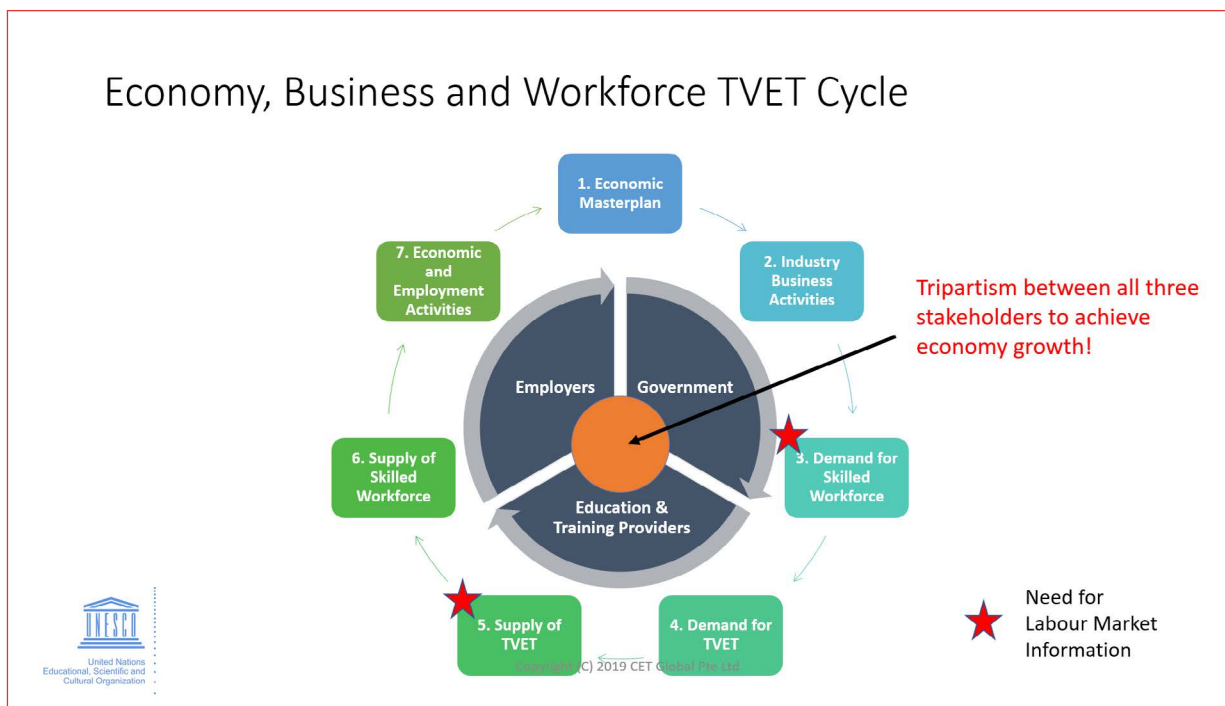 Economy, Business and Workforce TVET Cycle
1. Economic
Masterplan
2. Industry
Business
Activities
3. Demand for
Skilled
Workforce
4. Demand for
TVET
5. Supply of
TVET
6. Supply of
Skilled
Workforce
7. Economic
and
Employment
Activities
Employers
Government
Education &
Training Providers
Tripartism between all three
stakeholders to achieve
economy growth!
Need for
Labour Market
Information
UNESCO
United Nations
Educational, Scientific and
Cultural Organization
Copyright (C) 2019 CET Global Pte Ltd